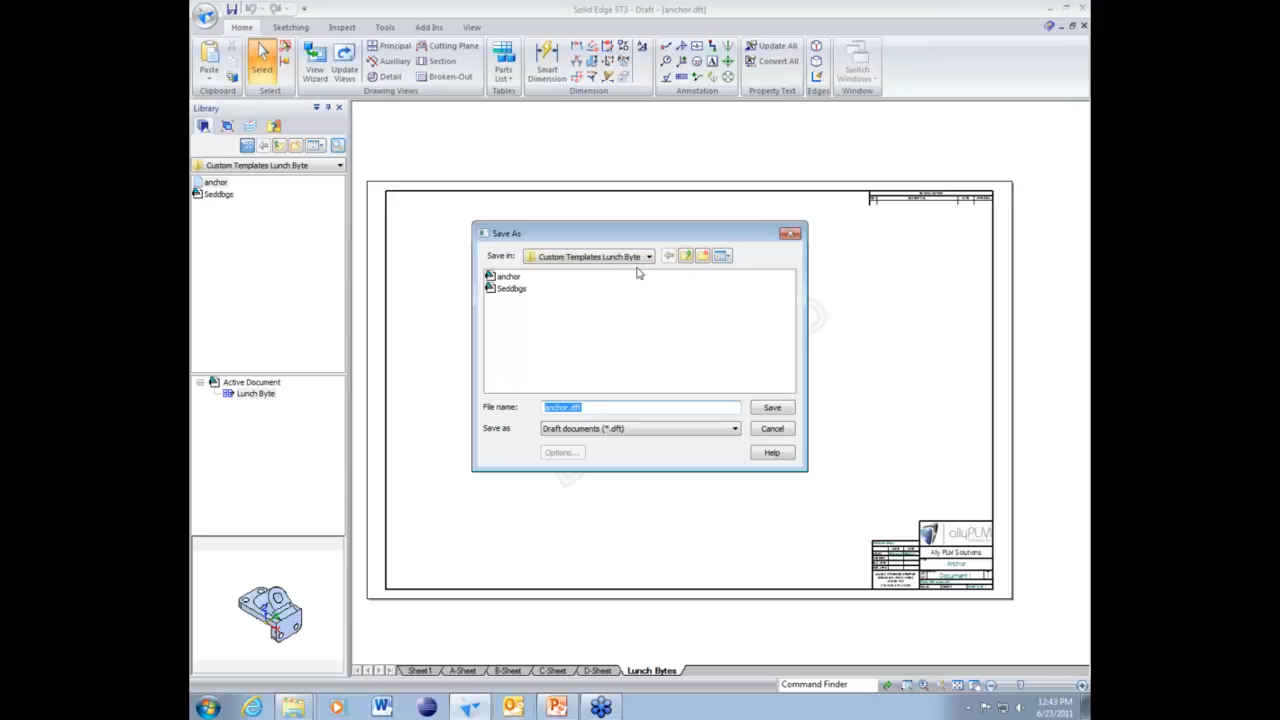 Solid Edge ST3 - Draft - [anchor.dft]
Home Sketching Inspect Tools Add Ins View
Paste
Clipboard
Select
Select
View Wizard
Update Views
Principal
Auxiliary
Detail
Cutting Plane
Section
Broken-Out
Drawing Views
Parts List
Tables
Smart Dimension
Dimension
Annotation
Update All
Convert All
Property Text
Edges
Switch Windows
Window
Library
Custom Templates Lunch Byte
anchor
Seddbgs
Active Document
Lunch Byte
Save As
Save in: Custom Templates Lunch Byte
anchor
Seddbgs
File name: anchor.dft Save
Save as Draft documents (*.dft) Cancel
Options... Help
allyPLM
Ally PLM Solutions
Anchor
Document 1
Sheet1 A-Sheet B-Sheet C-Sheet D-Sheet Lunch Bytes
Command Finder
12:43 PM
6/23/2011